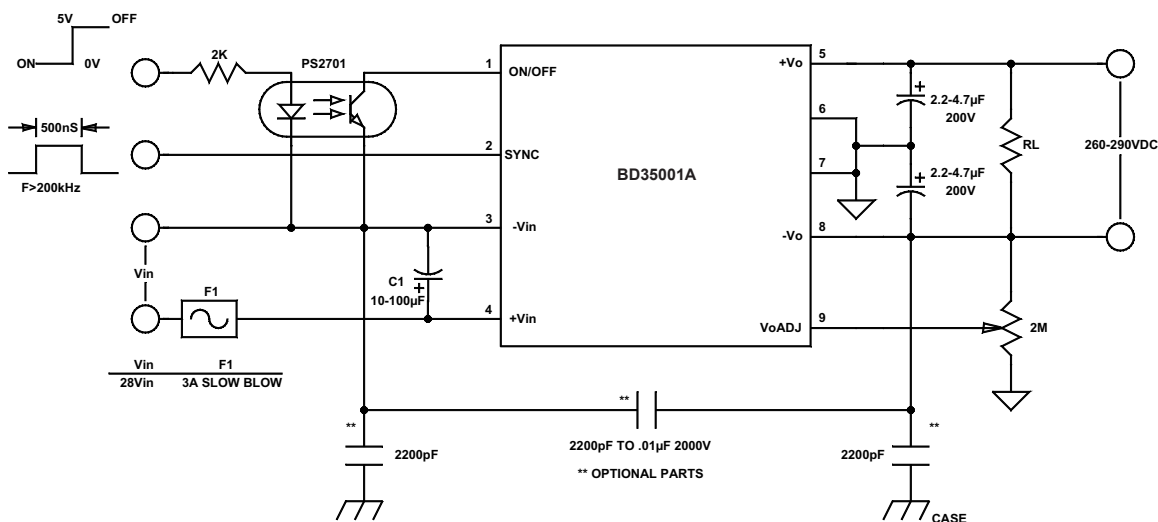 5V OFF
ON 0V
2K
PS2701
1
ON/OFF
500nS
F>200kHz
2
SYNC
3
-Vin
Vin
C1
10-100µF
+
F1
4
+Vin
Vin F1
28Vin 3A SLOW BLOW
BD35001A
+Vo
5
6
7
-Vo
8
VoADJ
9
+
2.2-4.7µF
200V
+
2.2-4.7µF
200V
RL
260-290VDC
2M
**
2200pF
**
2200pF TO .01µF 2000V
** OPTIONAL PARTS
**
2200pF
CASE